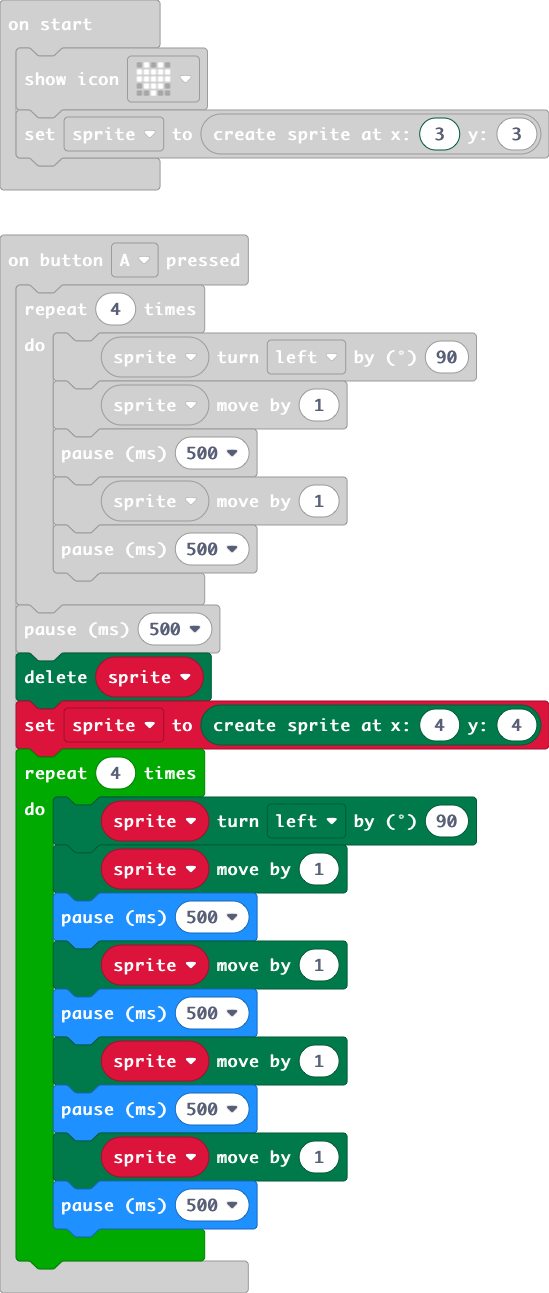 on start
show icon
set sprite to create sprite at x: 3 y: 3
on button A pressed
repeat 4 times
do
sprite turn left by (°) 90
sprite move by 1
pause (ms) 500
sprite move by 1
pause (ms) 500
pause (ms) 500
delete sprite
set sprite to create sprite at x: 4 y: 4
repeat 4 times
do
sprite turn left by (°) 90
sprite move by 1
pause (ms) 500
sprite move by 1
pause (ms) 500
sprite move by 1
pause (ms) 500
sprite move by 1
pause (ms) 500